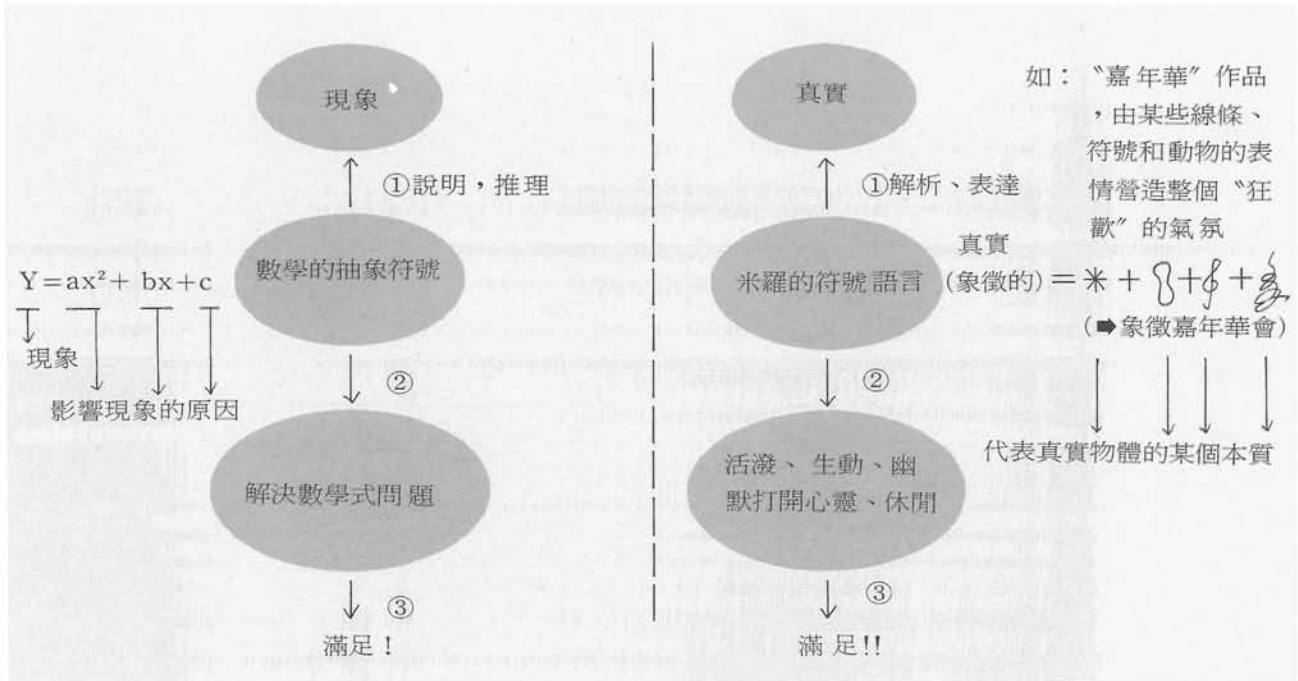 現象
①說明，推理
數學的抽象符號
Y=ax²+ bx+c
現象
影響現象的原因
②
解決數學式問題
③
滿足！
真實
①解析、表達
真實
米羅的符號語言 (象徵的) =
②
活潑、生動、幽
默打開心靈、休閒
③
滿足!!
如：〝嘉年華〞作品
，由某些線條、
符號和動物的表
情營造整個〝狂
歡〞的氣氛
(➡象徵嘉年華會)
代表真實物體的某個本質